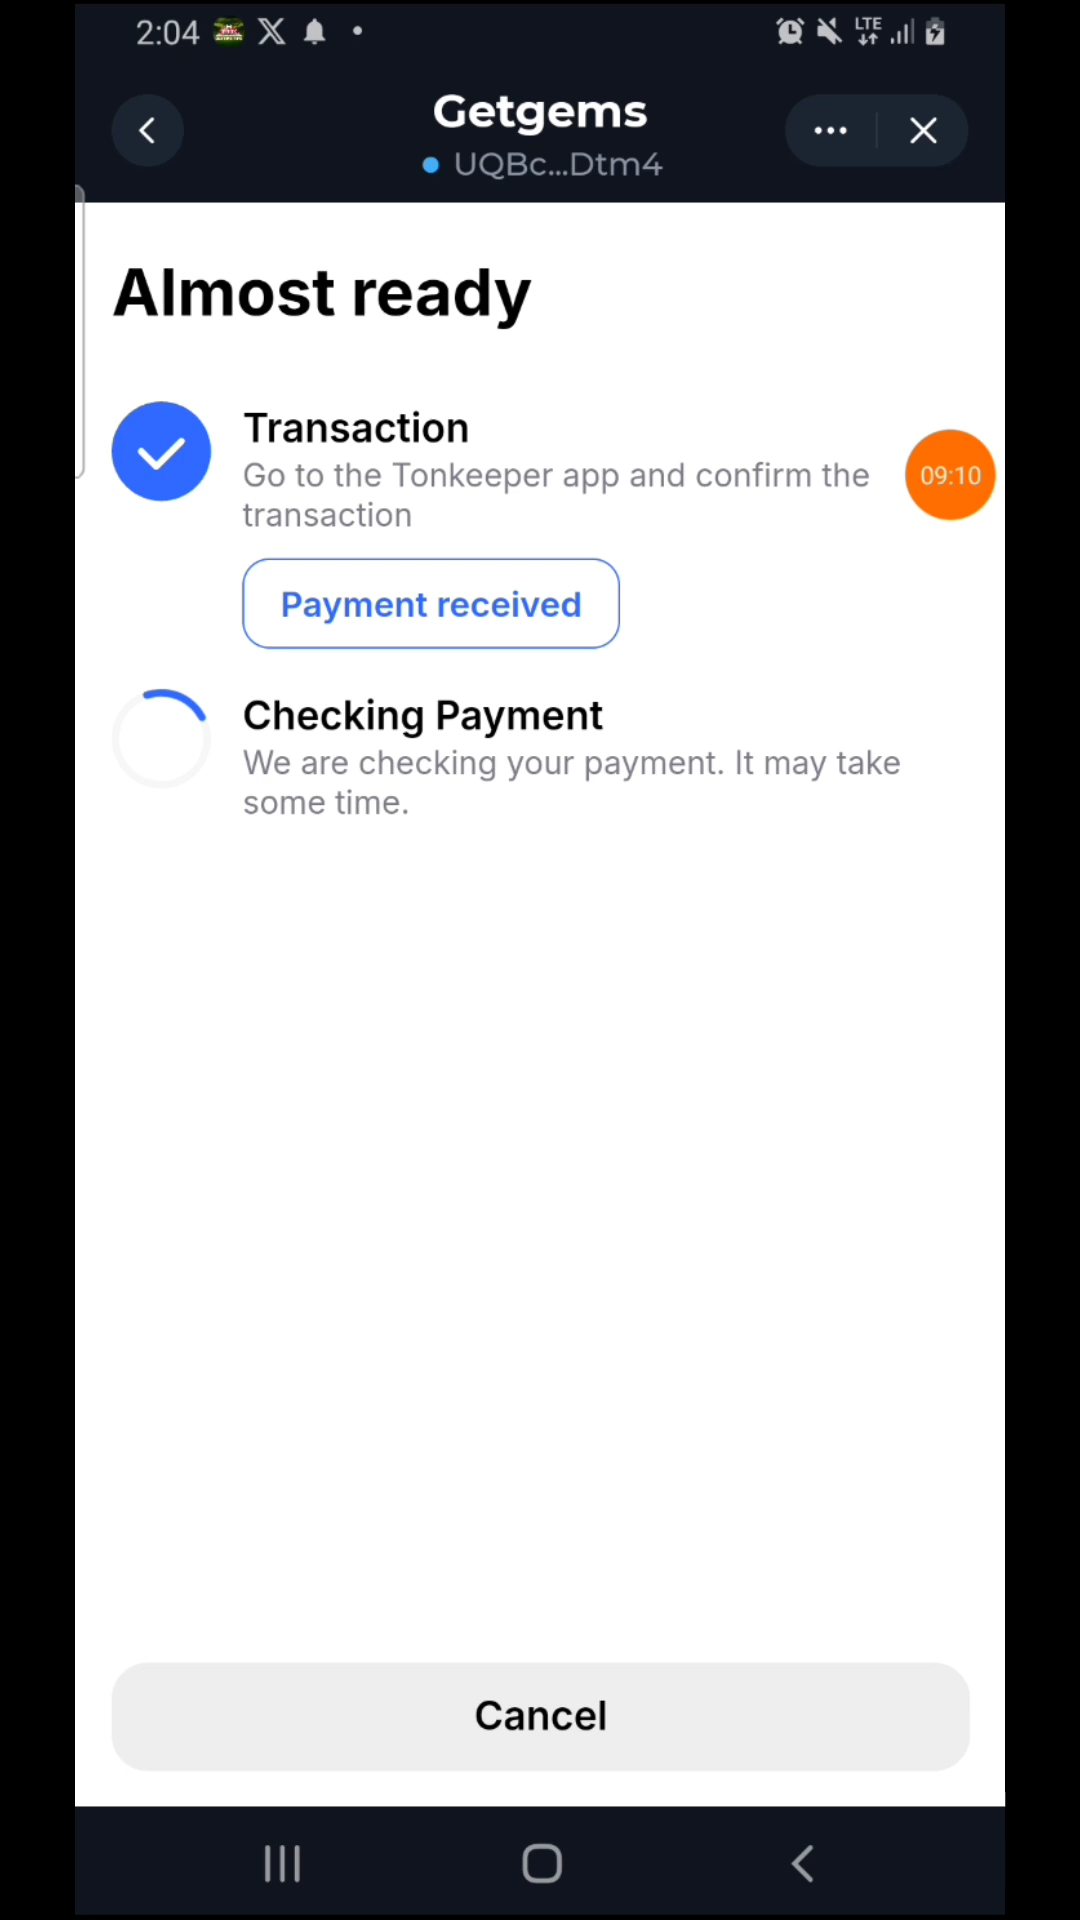 2:04
LTE
Getgems
UQBc...Dtm4
Almost ready
Transaction
Go to the Tonkeeper app and confirm the
transaction
09:10
Payment received
Checking Payment
We are checking your payment. It may take
some time.
Cancel